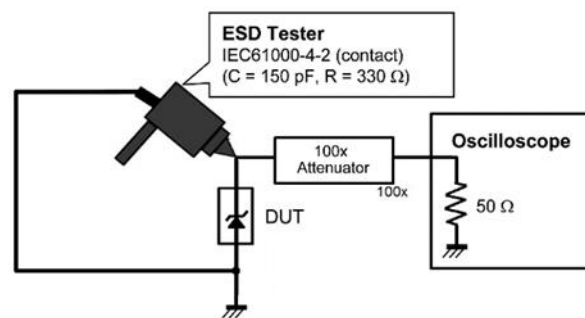 ESD Tester
IEC61000-4-2 (contact)
(C = 150 pF, R = 330 Ω)
Oscilloscope
100x
Attenuator
100x
50 Ω
DUT